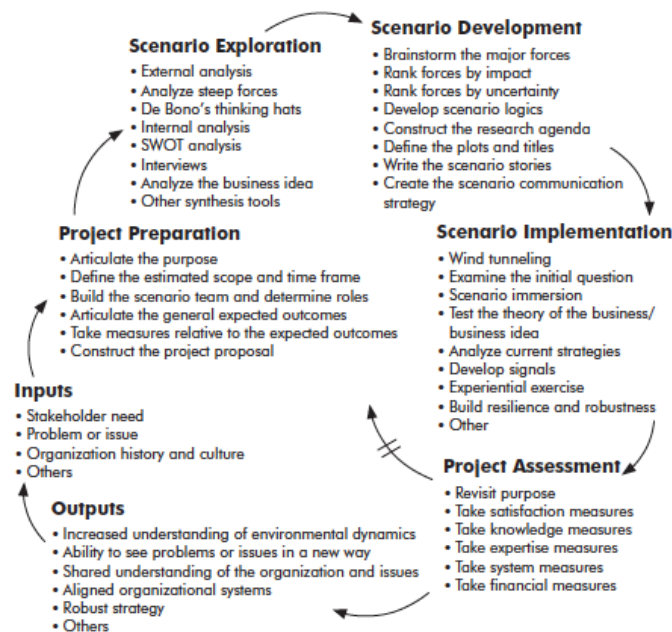 Scenario Exploration
• External analysis
• Analyze steep forces
• De Bono's thinking hats
• Internal analysis
• SWOT analysis
• Interviews
• Analyze the business idea
• Other synthesis tools
Scenario Development
• Brainstorm the major forces
• Rank forces by impact
• Rank forces by uncertainty
• Develop scenario logics
• Construct the research agenda
• Define the plots and titles
• Write the scenario stories
• Create the scenario communication
strategy
Project Preparation
• Articulate the purpose
• Define the estimated scope and time frame
• Build the scenario team and determine roles
• Articulate the general expected outcomes
• Take measures relative to the expected outcomes
• Construct the project proposal
Scenario Implementation
• Wind tunneling
• Examine the initial question
• Scenario immersion
• Test the theory of the business/
business idea
• Analyze current strategies
• Develop signals
• Experiential exercise
• Build resilience and robustness
• Other
Inputs
• Stakeholder need
• Problem or issue
• Organization history and culture
• Others
Project Assessment
• Revisit purpose
• Take satisfaction measures
• Take knowledge measures
• Take expertise measures
• Take system measures
• Take financial measures
Outputs
• Increased understanding of environmental dynamics
• Ability to see problems or issues in a new way
• Shared understanding of the organization and issues
• Aligned organizational systems
• Robust strategy
• Others